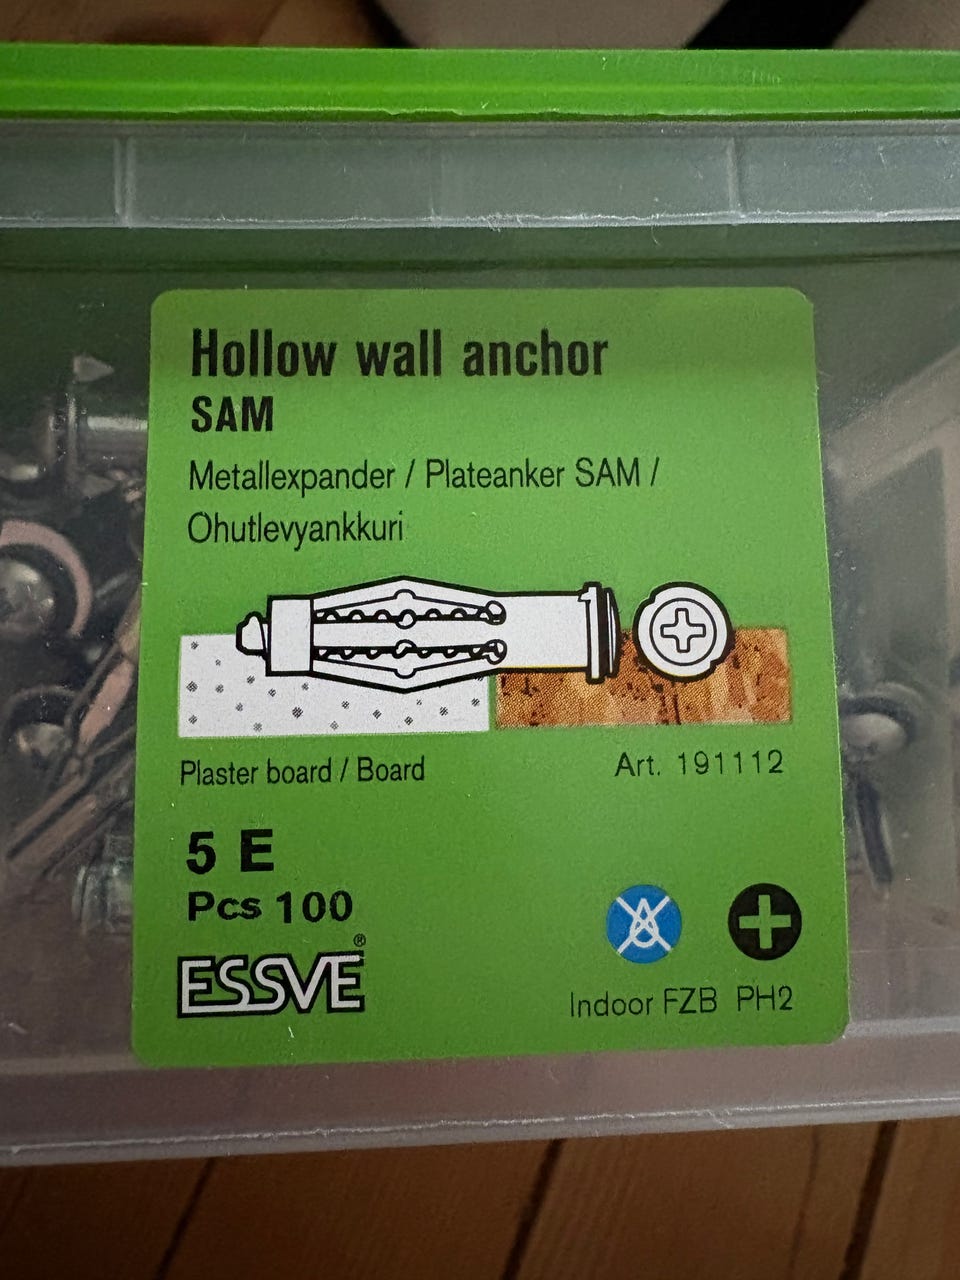 Hollow wall anchor
SAM
Metallexpander / Plateanker SAM /
Ohutlevyankkuri
Plaster board / Board
Art. 191112
5 E
Pcs 100
ESSVE®
Indoor FZB PH2